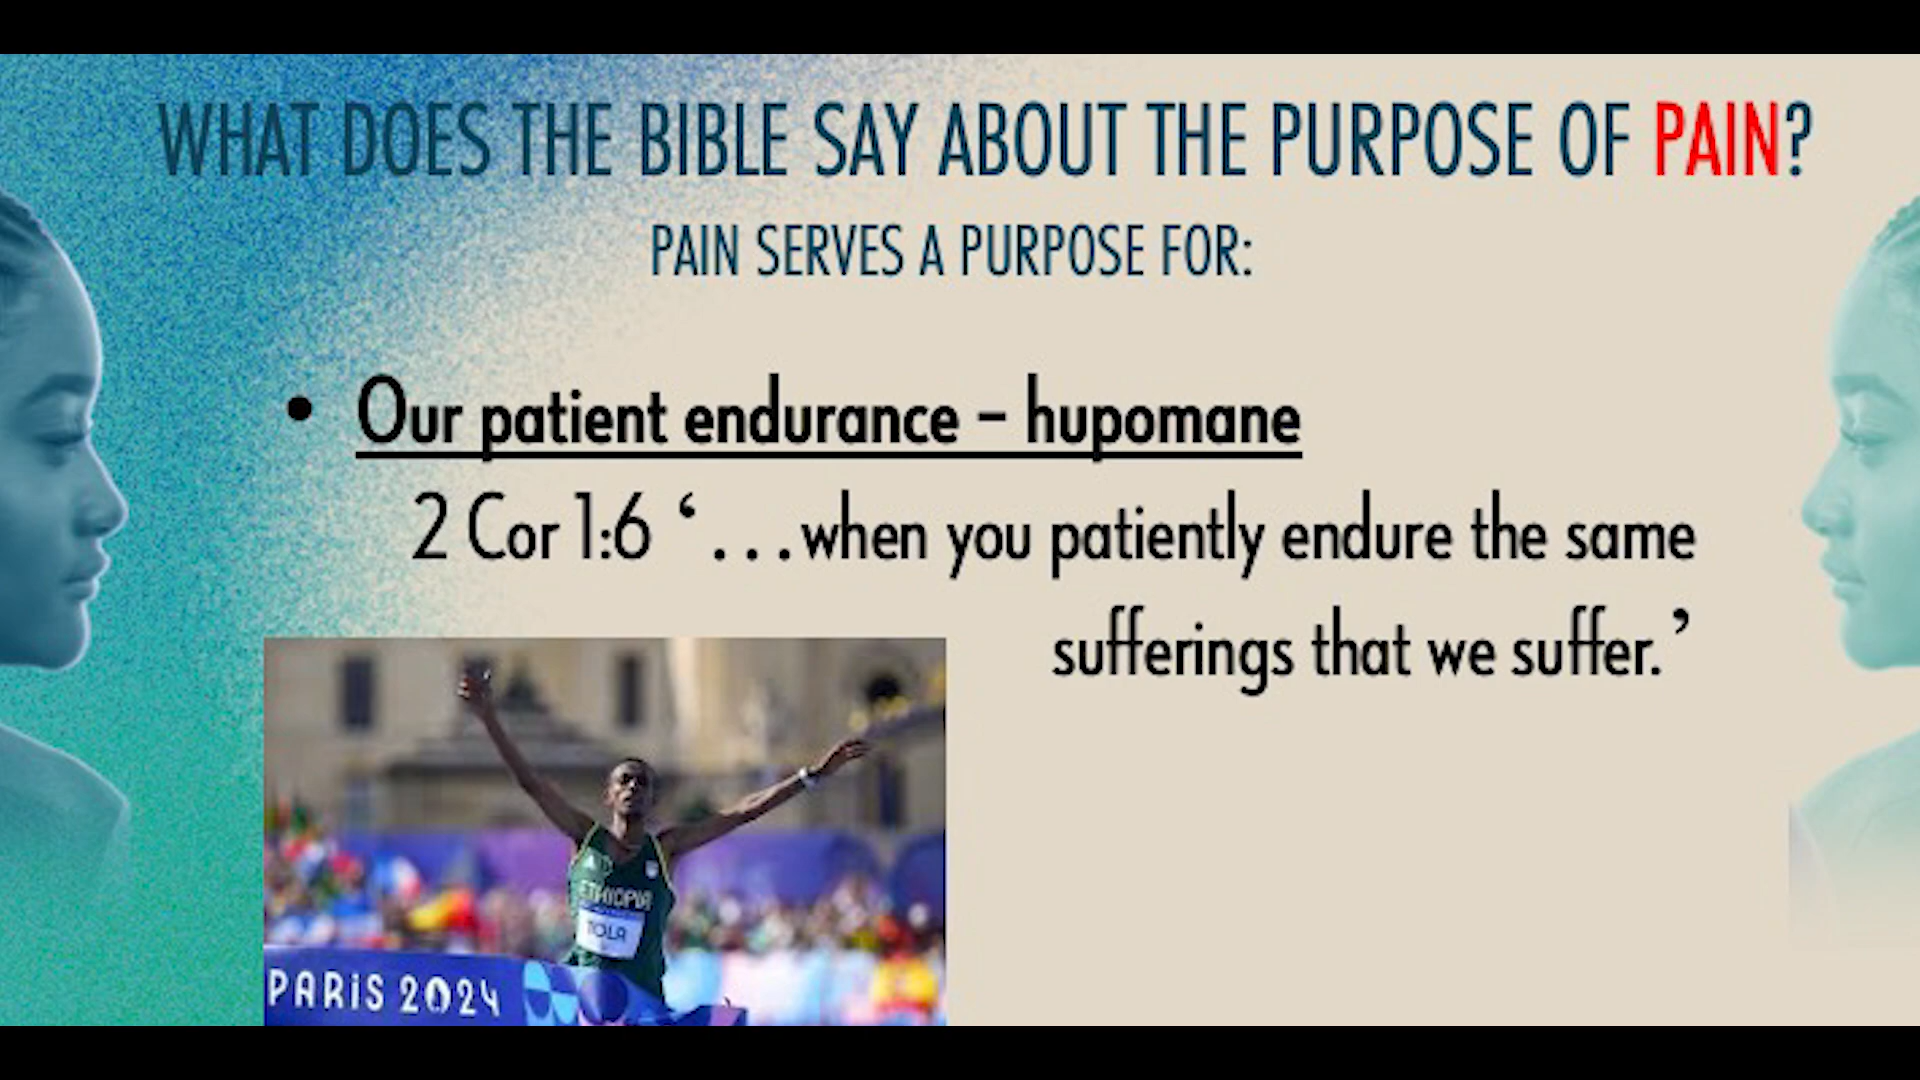 WHAT DOES THE BIBLE SAY ABOUT THE PURPOSE OF PAIN?
PAIN SERVES A PURPOSE FOR:
• Our patient endurance – hupomane
2 Cor 1:6 ‘...when you patiently endure the same
sufferings that we suffer.’
ETHIOPIA
TOLA
PARIS 2024